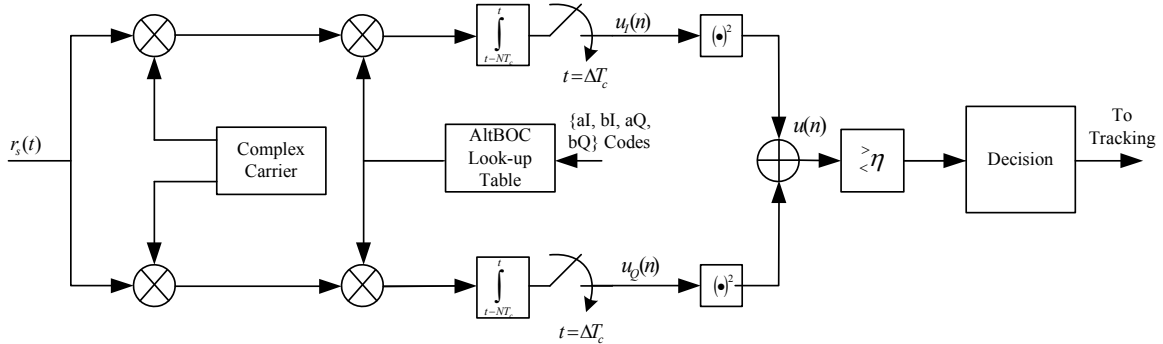 r_s(t)
Complex
Carrier
∫_{t-NT_c}^{t}
t=ΔT_c
u_I(n)
(•)²
AltBOC
Look-up
Table
{aI, bI, aQ,
bQ} Codes
∫_{t-NT_c}^{t}
t=ΔT_c
u_Q(n)
(•)²
u(n)
><η
Decision
To
Tracking